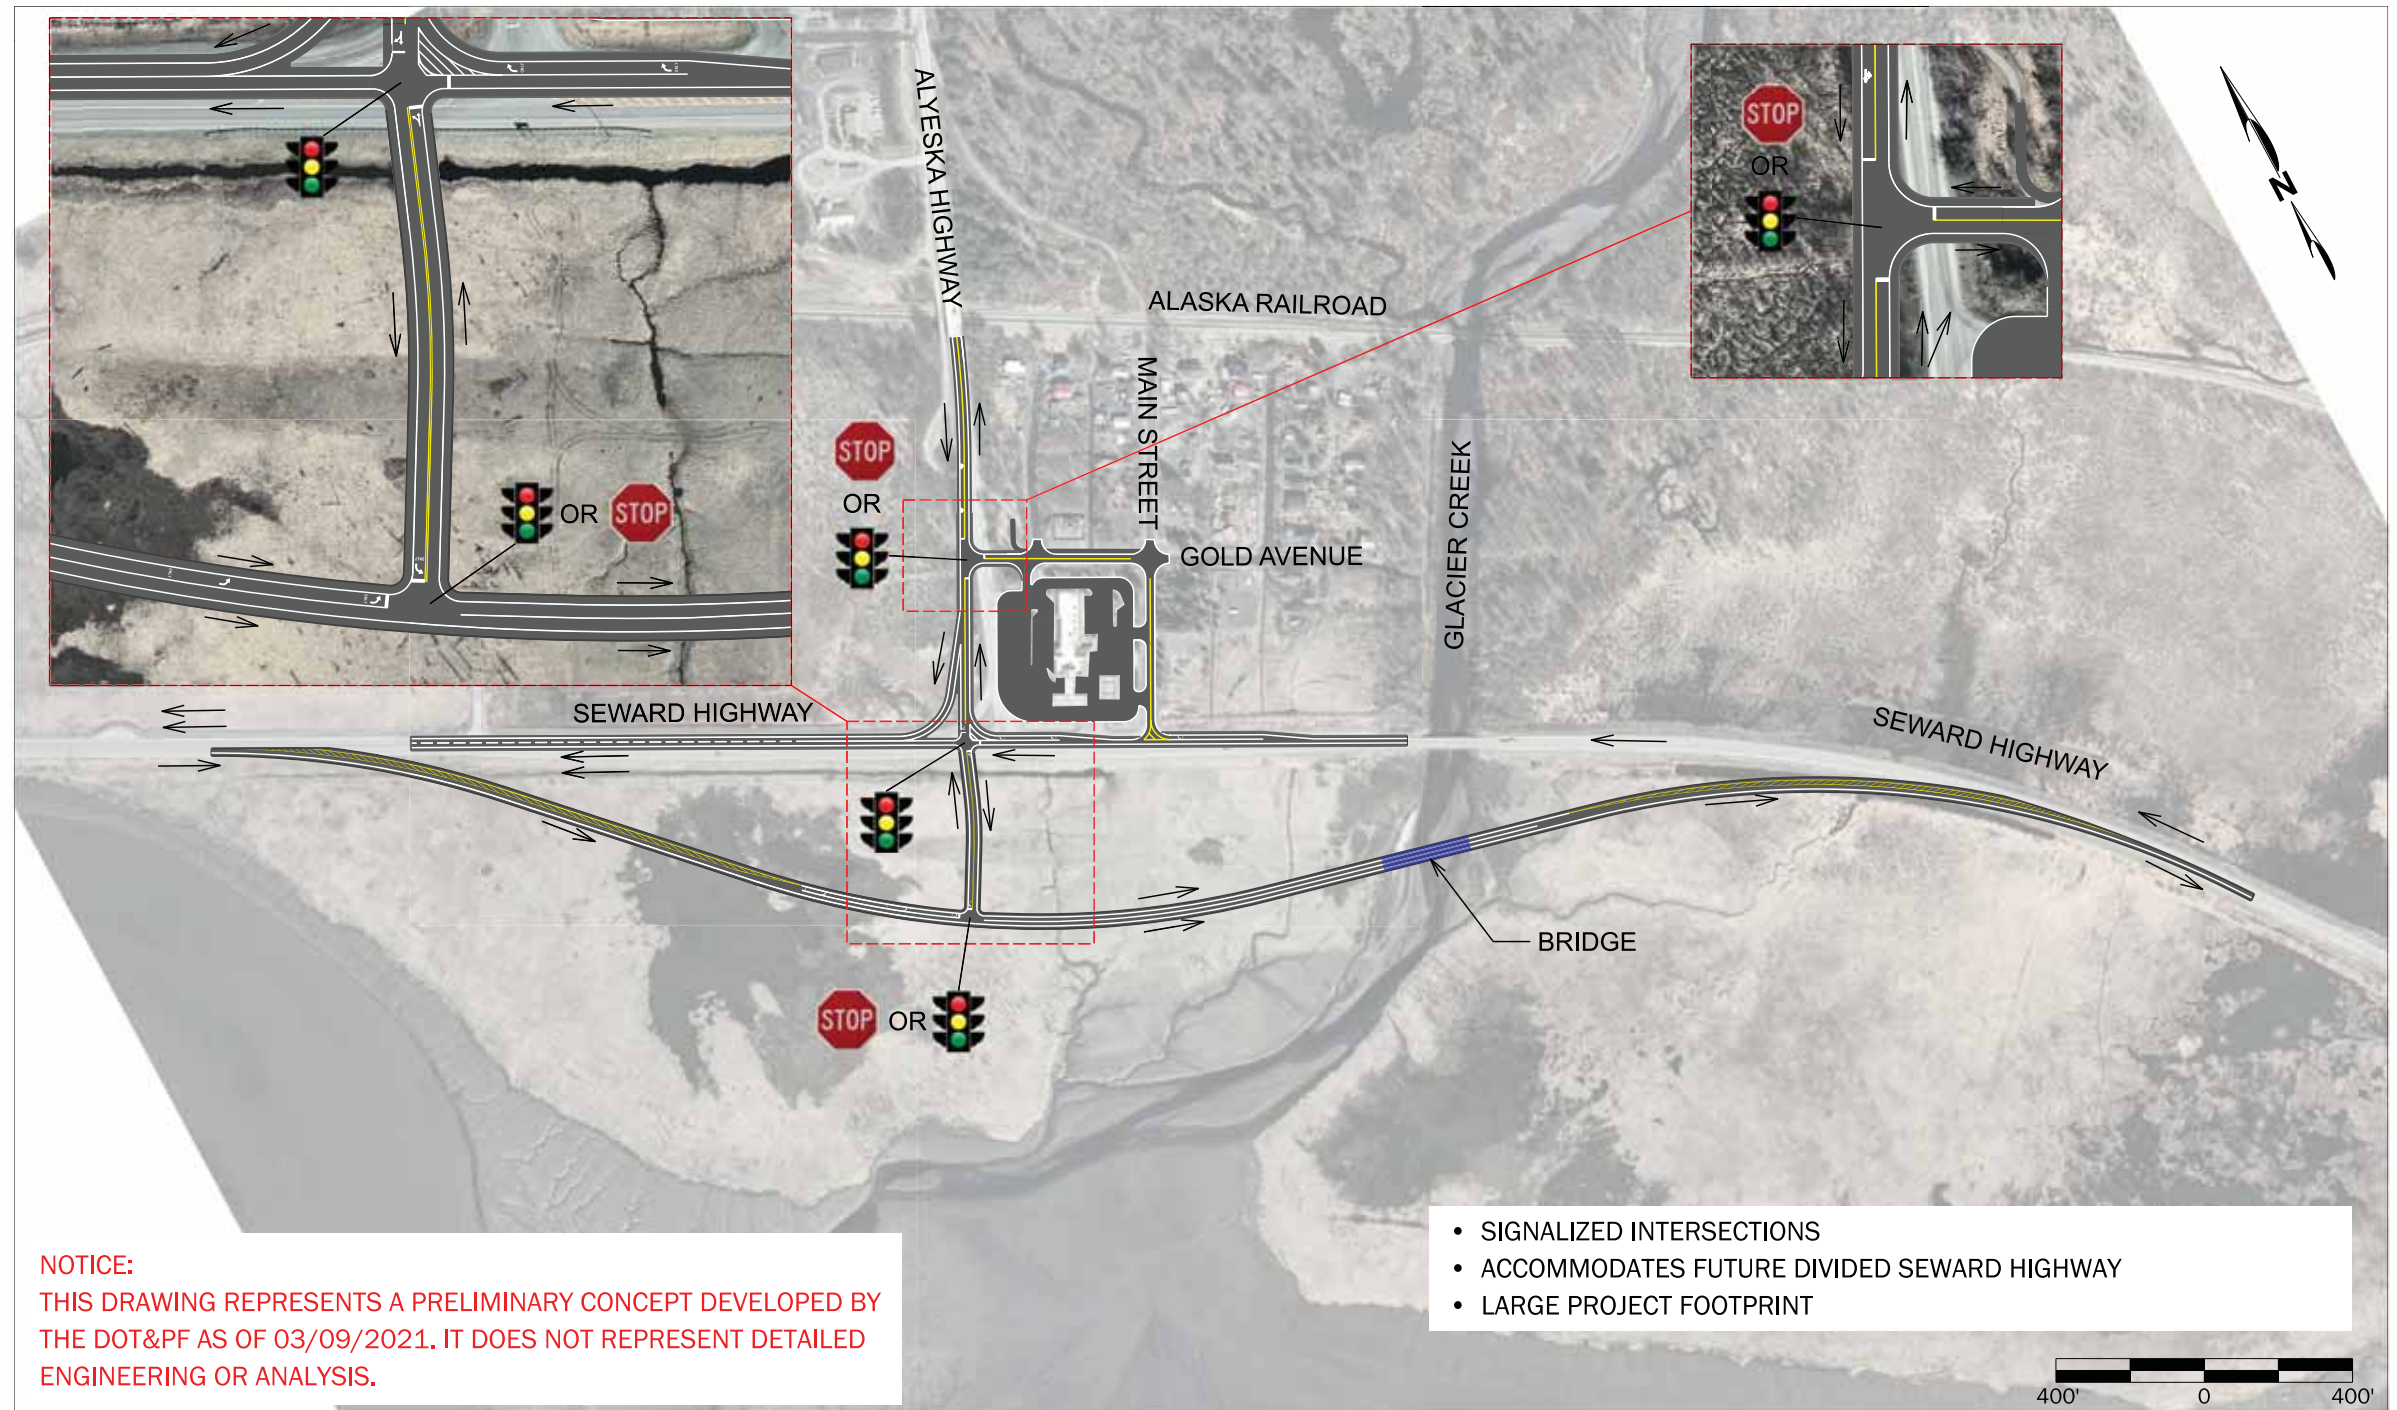 ALYESKA HIGHWAY
STOP
OR
N
ALASKA RAILROAD
MAIN STREET
STOP
OR
GLACIER CREEK
OR STOP
GOLD AVENUE
SEWARD HIGHWAY
SEWARD HIGHWAY
BRIDGE
STOP OR
NOTICE:
THIS DRAWING REPRESENTS A PRELIMINARY CONCEPT DEVELOPED BY
THE DOT&PF AS OF 03/09/2021. IT DOES NOT REPRESENT DETAILED
ENGINEERING OR ANALYSIS.
• SIGNALIZED INTERSECTIONS
• ACCOMMODATES FUTURE DIVIDED SEWARD HIGHWAY
• LARGE PROJECT FOOTPRINT
400' 0 400'